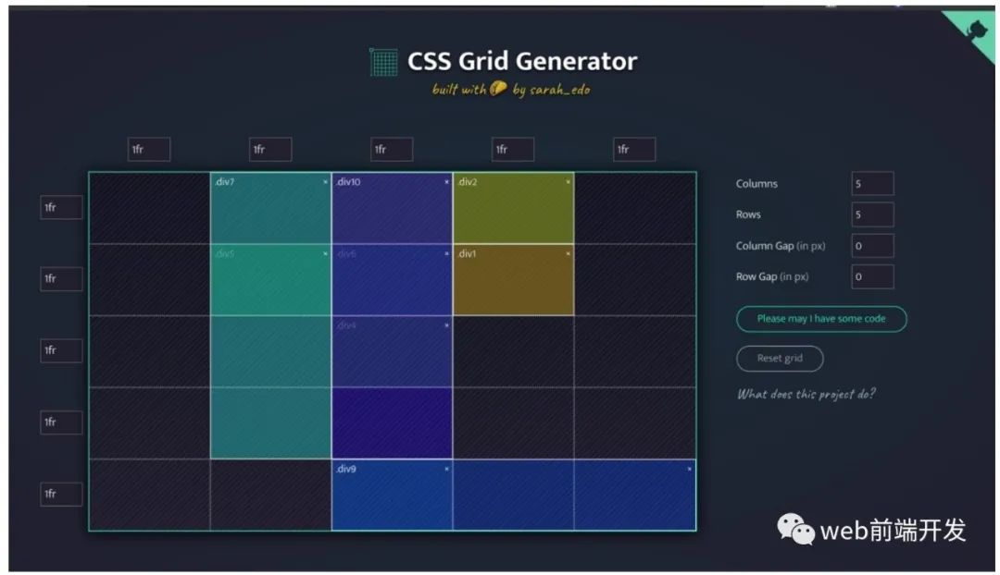 CSS Grid Generator
built with by sarah_edo
1fr 1fr 1fr 1fr 1fr
.div7 × .div10 × .div2 ×
1fr
.div5 × .div6 × .div1 ×
1fr
.div4 ×
1fr
1fr
.div9 × ×
1fr
Columns 5
Rows 5
Column Gap (in px) 0
Row Gap (in px) 0
Please may I have some code
Reset grid
What does this project do?
web前端开发